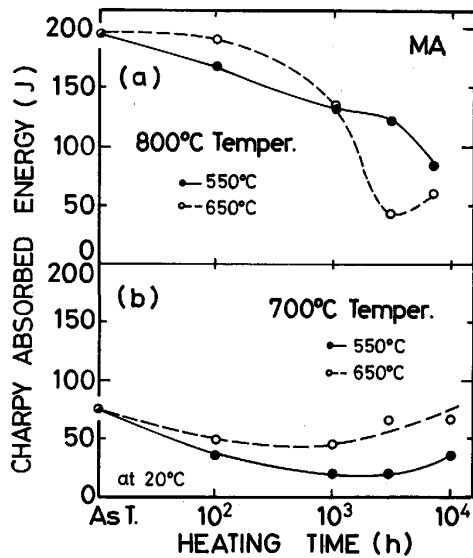 CHARPY ABSORBED ENERGY (J)
200
150
100
50
0
(a)
MA
800°C Temper.
550°C
650°C
200
150
100
50
0
(b)
700°C Temper.
550°C
650°C
at 20°C
As T.
10²
10³
10⁴
HEATING TIME (h)